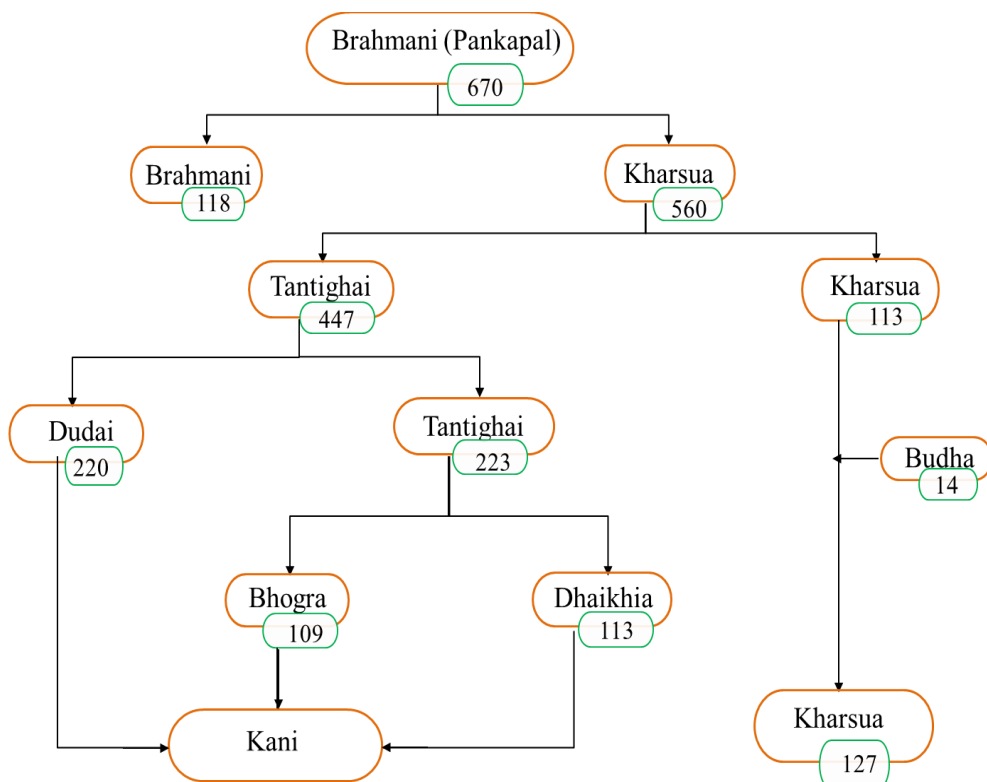 Brahmani (Pankapal)
670
Brahmani
118
Kharsua
560
Tantighai
447
Kharsua
113
Dudai
220
Tantighai
223
Budha
14
Bhogra
109
Dhaikhia
113
Kani
Kharsua
127